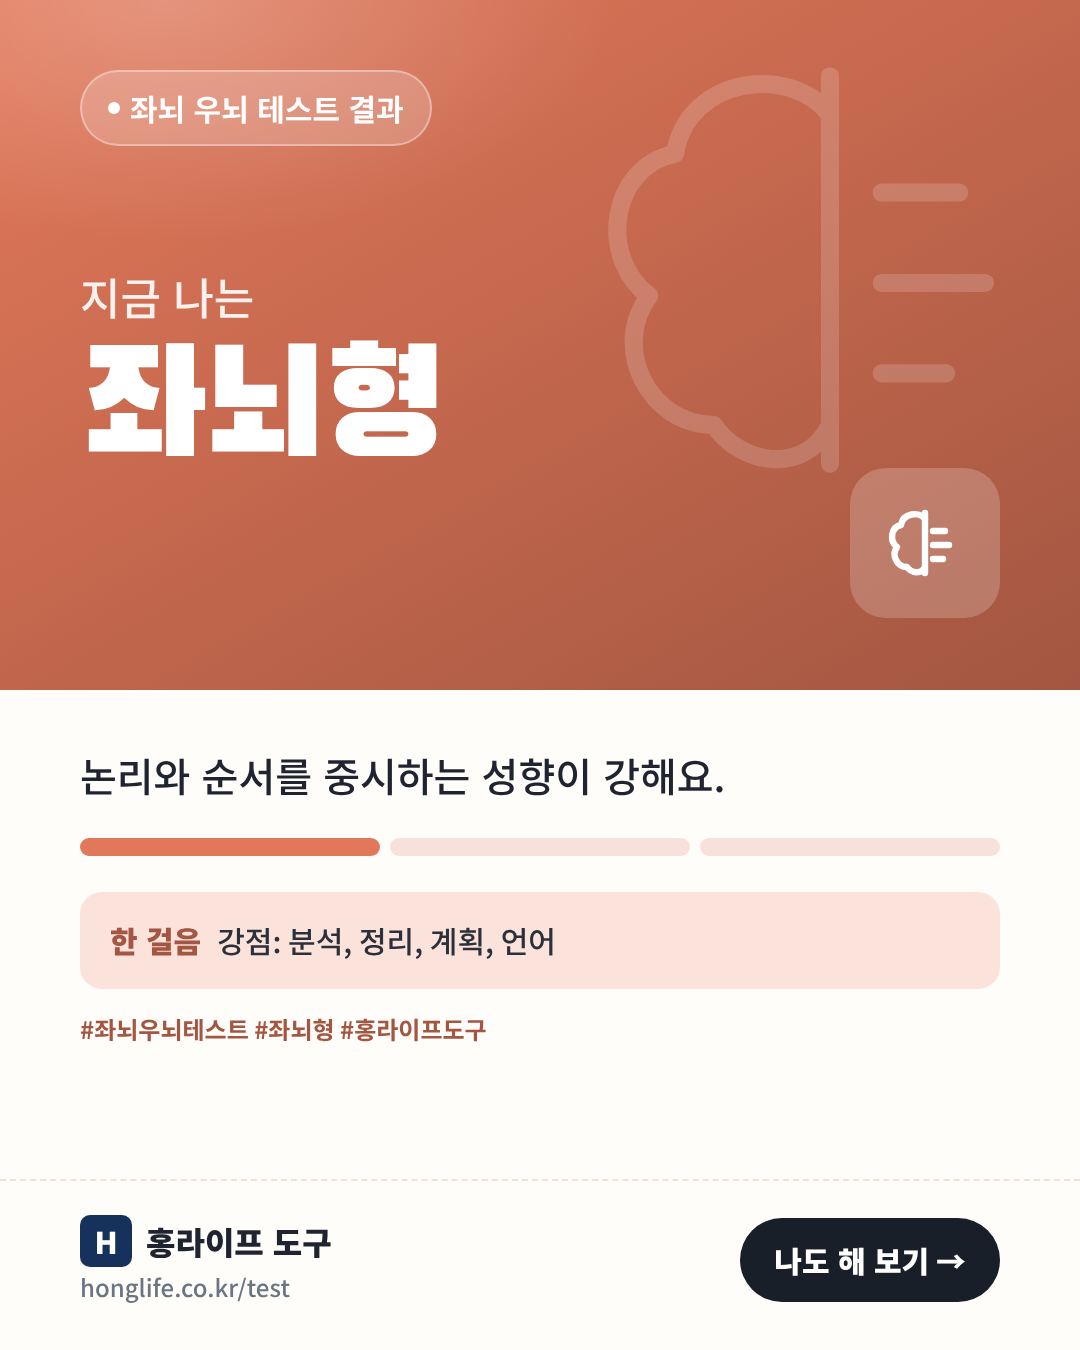 좌뇌 우뇌 테스트 결과
지금 나는
좌뇌형
논리와 순서를 중시하는 성향이 강해요.
한 걸음 강점: 분석, 정리, 계획, 언어
#좌뇌우뇌테스트 #좌뇌형 #홍라이프도구
H 홍라이프 도구
honglife.co.kr/test
나도 해 보기 →